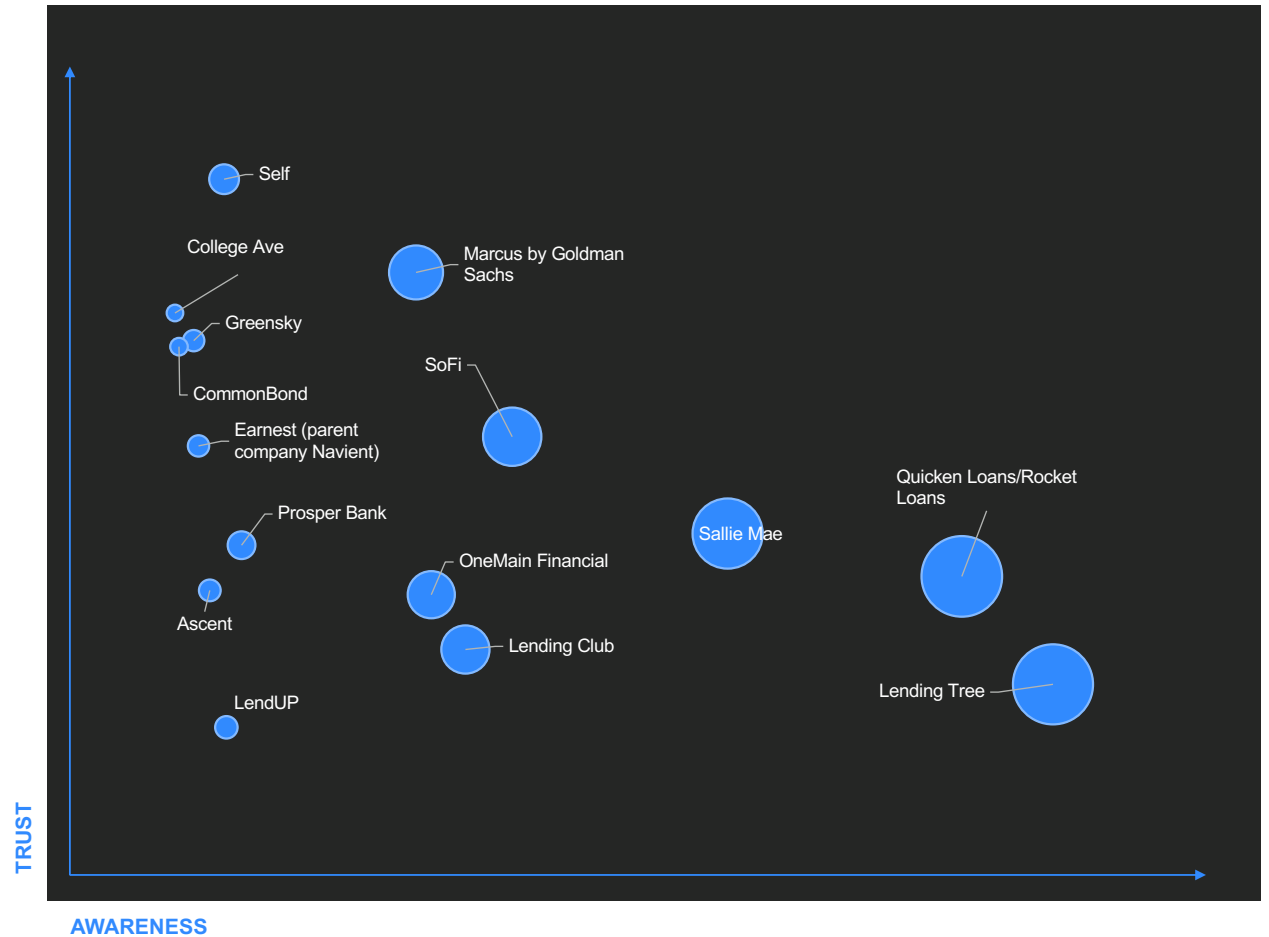 Self
College Ave
Marcus by Goldman
Sachs
Greensky
SoFi
CommonBond
Earnest (parent
company Navient)
Quicken Loans/Rocket
Loans
Prosper Bank
Sallie Mae
OneMain Financial
Ascent
Lending Club
Lending Tree
LendUP
TRUST
AWARENESS